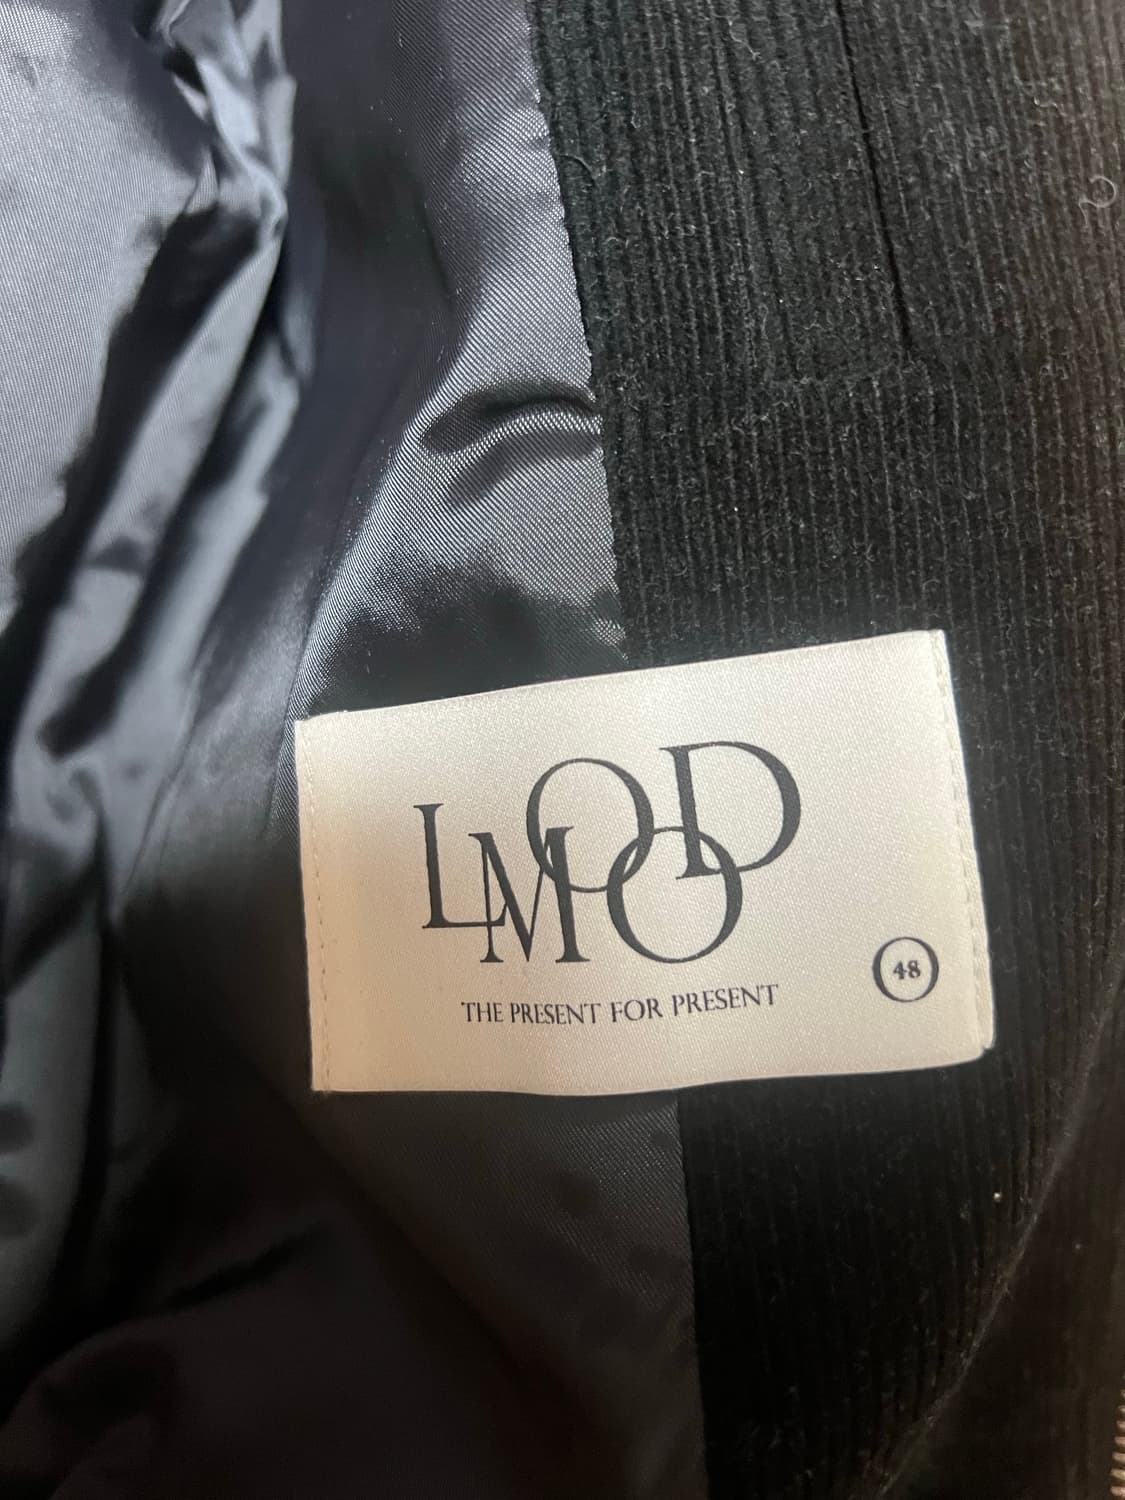 LMOOD
THE PRESENT FOR PRESENT
48